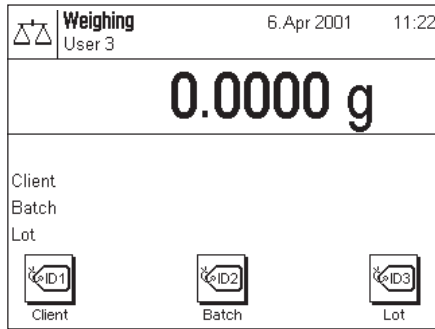 Weighing 6.Apr 2001 11:22
User 3
0.0000 g
Client
Batch
Lot
ID1 ID2 ID3
Client Batch Lot